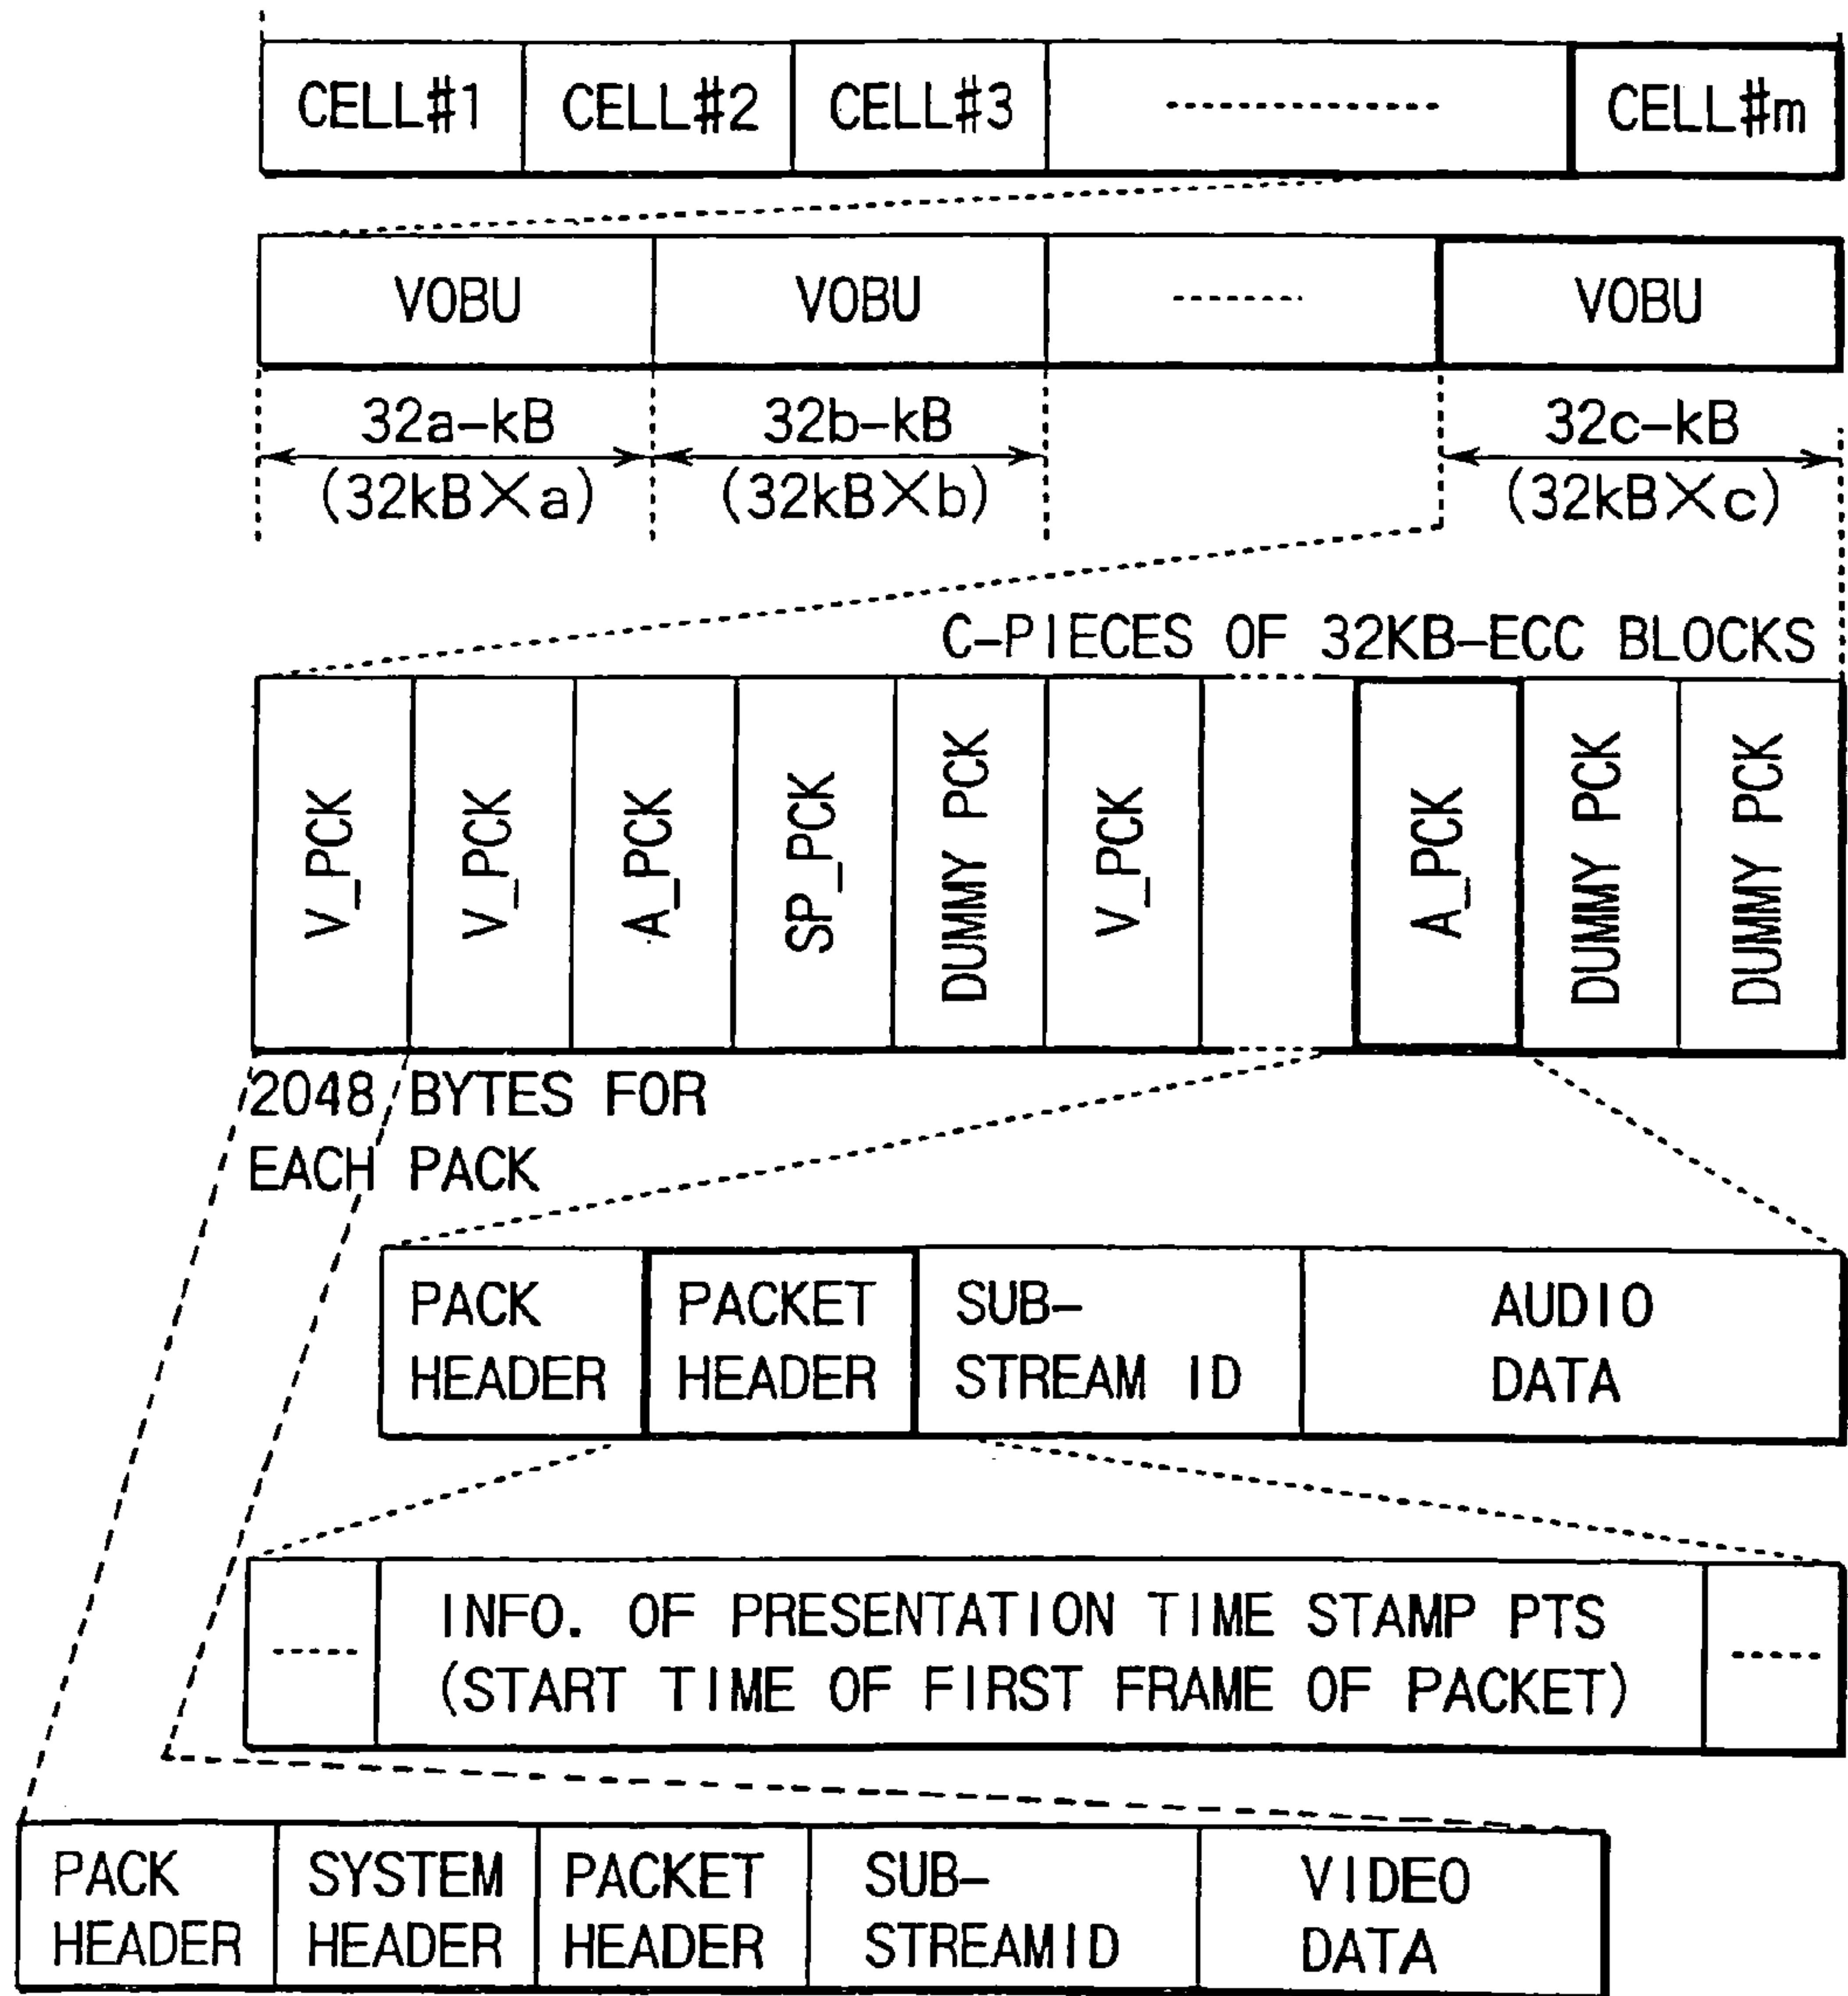 CELL#1 CELL#2 CELL#3 CELL#m
VOBU VOBU VOBU
32a-kB 32b-kB 32c-kB
(32kB×a) (32kB×b) (32kB×c)
C-PIECES OF 32KB-ECC BLOCKS
V_PCK V_PCK A_PCK SP_PCK DUMMY PCK V_PCK A_PCK DUMMY PCK DUMMY PCK
2048 BYTES FOR
EACH PACK
PACK PACKET SUB- AUDIO
HEADER HEADER STREAM ID DATA
INFO. OF PRESENTATION TIME STAMP PTS
(START TIME OF FIRST FRAME OF PACKET)
PACK SYSTEM PACKET SUB- VIDEO
HEADER HEADER HEADER STREAMID DATA